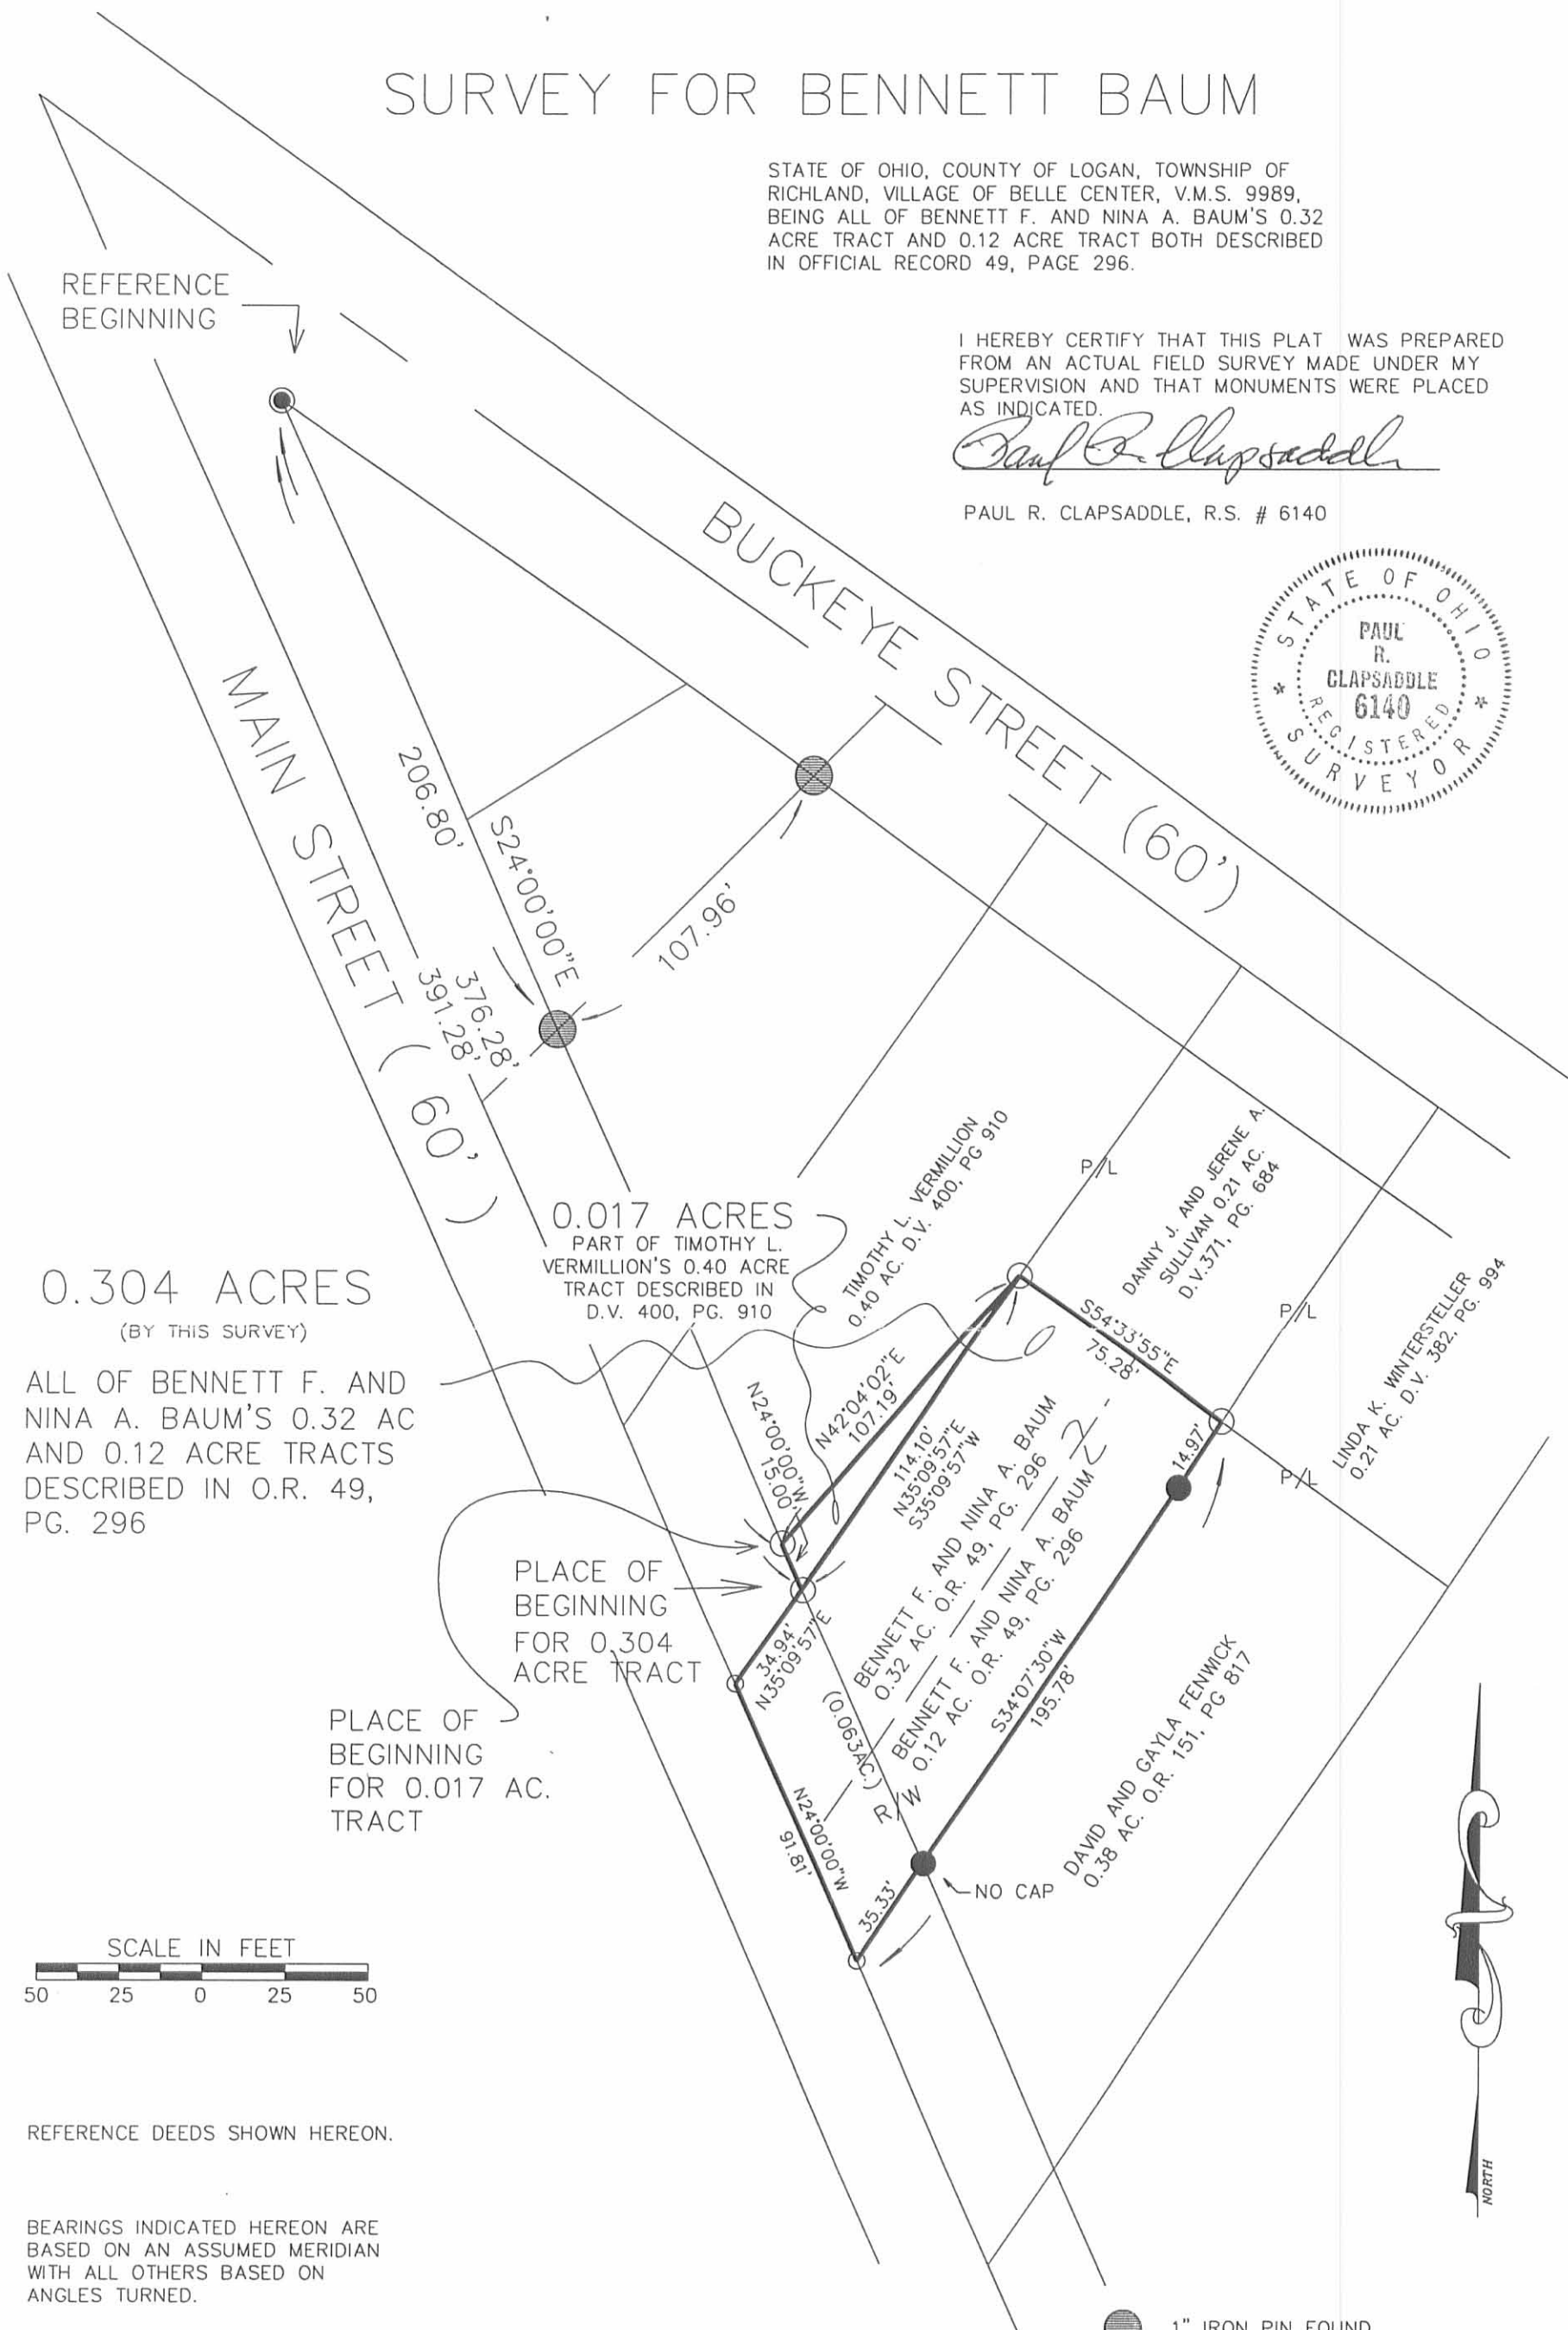 SURVEY FOR BENNETT BAUM
STATE OF OHIO, COUNTY OF LOGAN, TOWNSHIP OF
RICHLAND, VILLAGE OF BELLE CENTER, V.M.S. 9989,
BEING ALL OF BENNETT F. AND NINA A. BAUM'S 0.32
ACRE TRACT AND 0.12 ACRE TRACT BOTH DESCRIBED
IN OFFICIAL RECORD 49, PAGE 296.
REFERENCE
BEGINNING
I HEREBY CERTIFY THAT THIS PLAT WAS PREPARED
FROM AN ACTUAL FIELD SURVEY MADE UNDER MY
SUPERVISION AND THAT MONUMENTS WERE PLACED
AS INDICATED.
Paul R. Clapsaddle
PAUL R. CLAPSADDLE, R.S. # 6140
STATE OF OHIO
PAUL
R.
CLAPSADDLE
6140
REGISTERED
* SURVEYOR *
BUCKEYE STREET (60')
MAIN STREET ( 60' )
206.80'
S24°00'00"E
107.96'
376.28'
391.28'
0.017 ACRES
PART OF TIMOTHY L.
VERMILLION'S 0.40 ACRE
TRACT DESCRIBED IN
D.V. 400, PG. 910
TIMOTHY L. VERMILLION
0.40 AC. D.V. 400, PG 910
P/L
DANNY J. AND JERENE A.
SULLIVAN 0.21 AC.
D.V.371, PG. 684
P/L
LINDA K. WINTERSTELLER
0.21 AC. D.V. 382, PG. 994
P/L
0.304 ACRES
(BY THIS SURVEY)
ALL OF BENNETT F. AND
NINA A. BAUM'S 0.32 AC
AND 0.12 ACRE TRACTS
DESCRIBED IN O.R. 49,
PG. 296
S54°33'55"E
75.28'
N24°00'00"W
15.00'
N42°04'02"E
107.19'
114.10'
N35°09'57"E
S35°09'57"W
14.97'
BENNETT F. AND NINA A. BAUM
0.32 AC. O.R. 49, PG. 296
BENNETT F. AND NINA A. BAUM
0.12 AC. O.R. 49, PG. 296
S34°07'30"W
195.78'
PLACE OF
BEGINNING
FOR 0.304
ACRE TRACT
34.94'
N35°09'57"E
(0.063AC.)
R/W
PLACE OF
BEGINNING
FOR 0.017 AC.
TRACT
N24°00'00"W
91.81'
35.33'
NO CAP
DAVID AND GAYLA FENWICK
0.38 AC. O.R. 151, PG 817
SCALE IN FEET
50 25 0 25 50
NORTH
REFERENCE DEEDS SHOWN HEREON.
BEARINGS INDICATED HEREON ARE
BASED ON AN ASSUMED MERIDIAN
WITH ALL OTHERS BASED ON
ANGLES TURNED.
1" IRON PIN FOUND